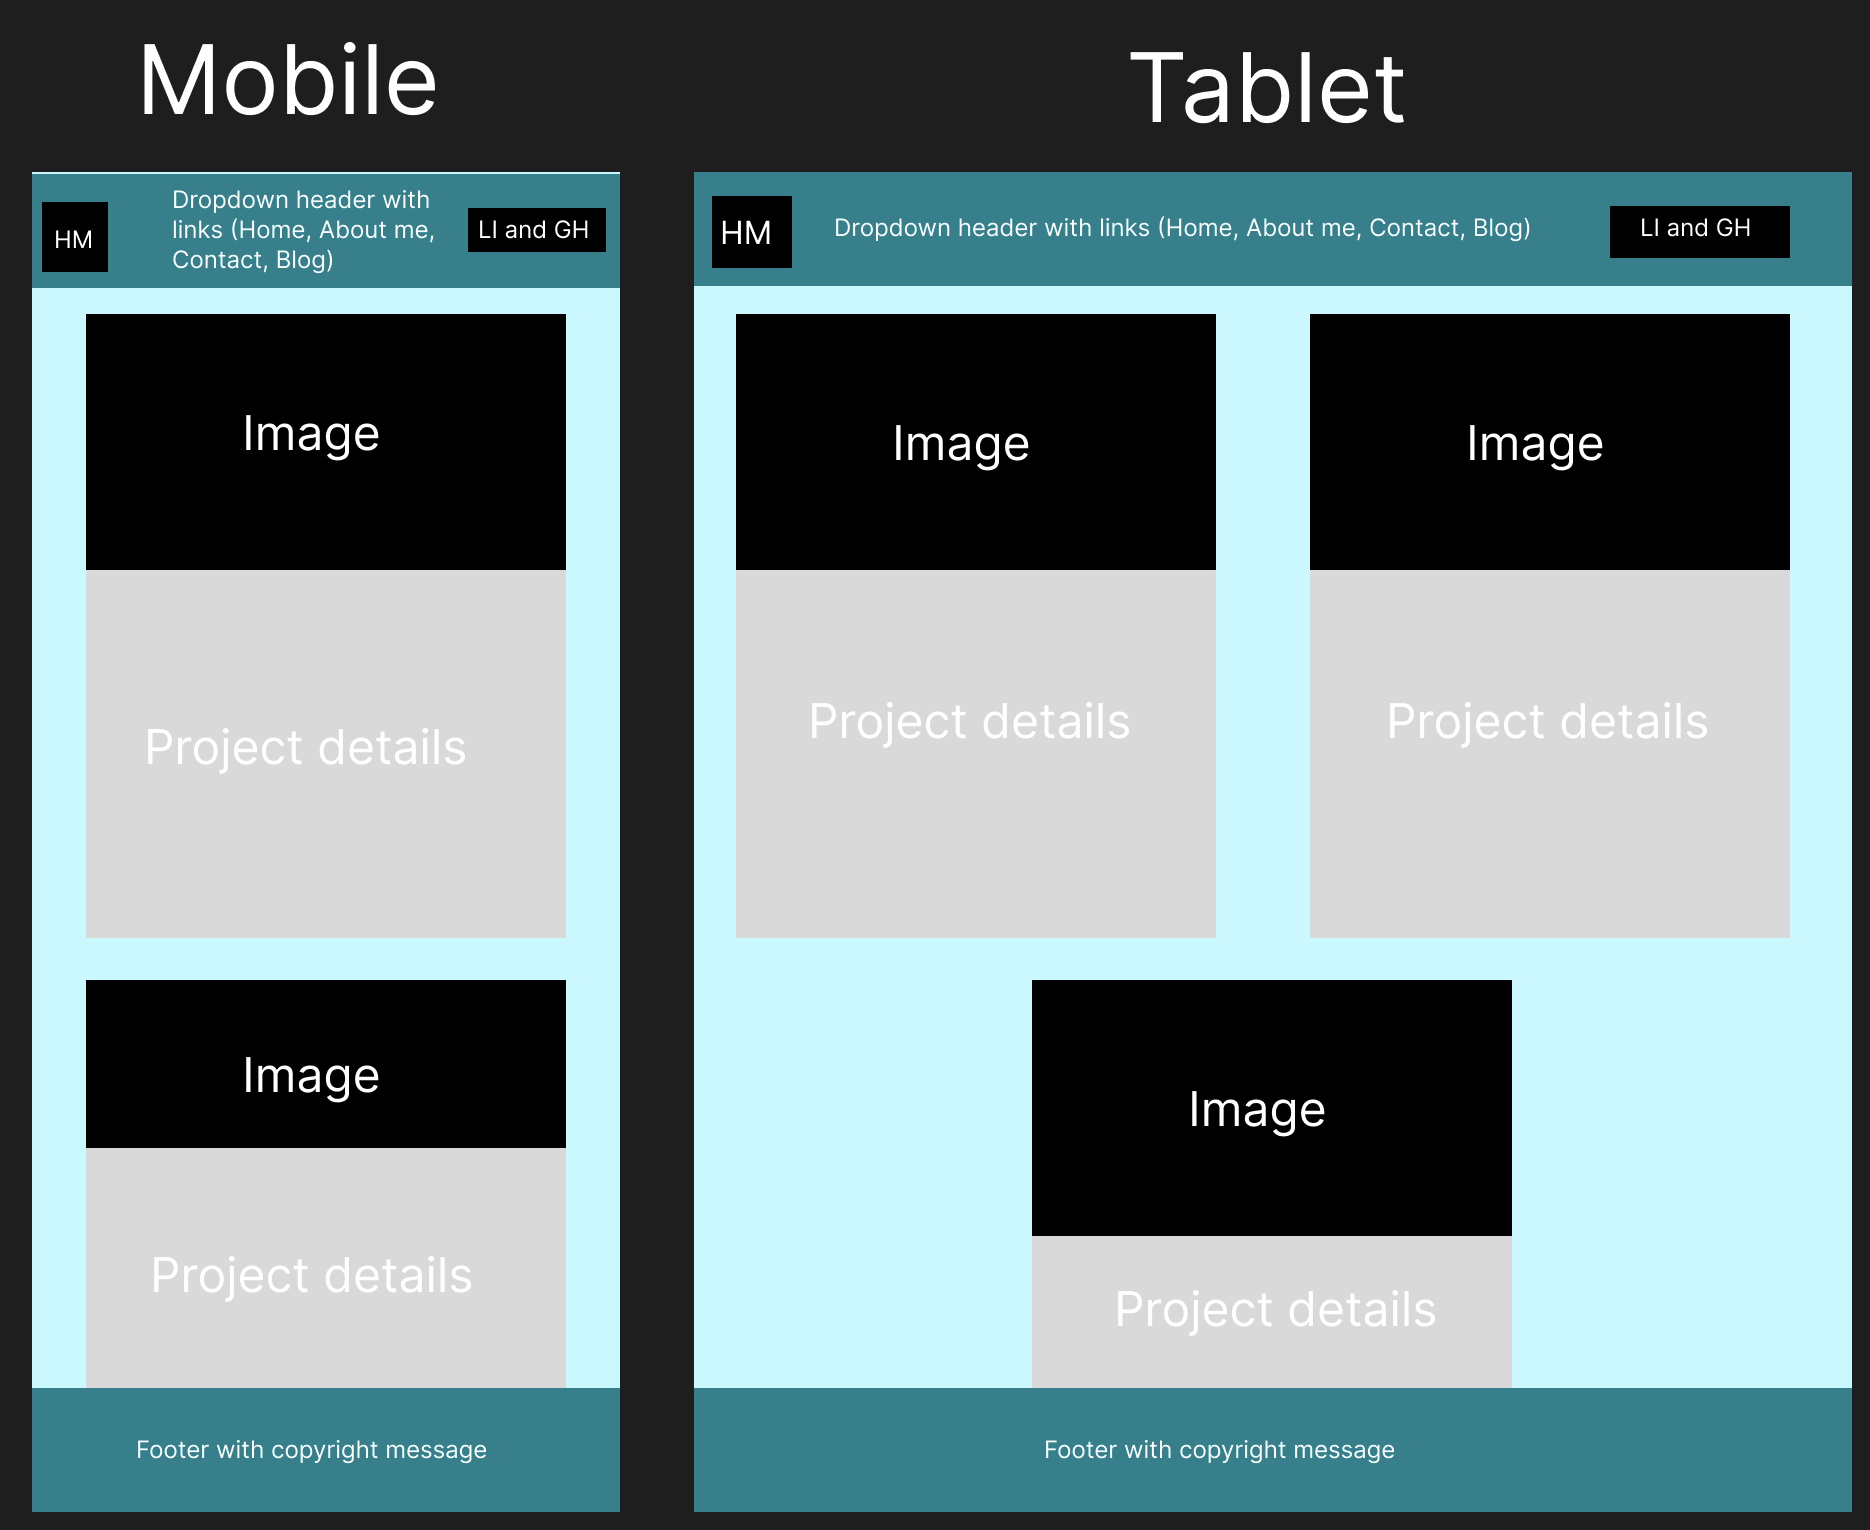 Mobile
Tablet
HM
Dropdown header with
links (Home, About me,
Contact, Blog)
LI and GH
Image
Project details
Image
Project details
Footer with copyright message
HM
Dropdown header with links (Home, About me, Contact, Blog)
LI and GH
Image
Image
Project details
Project details
Image
Project details
Footer with copyright message